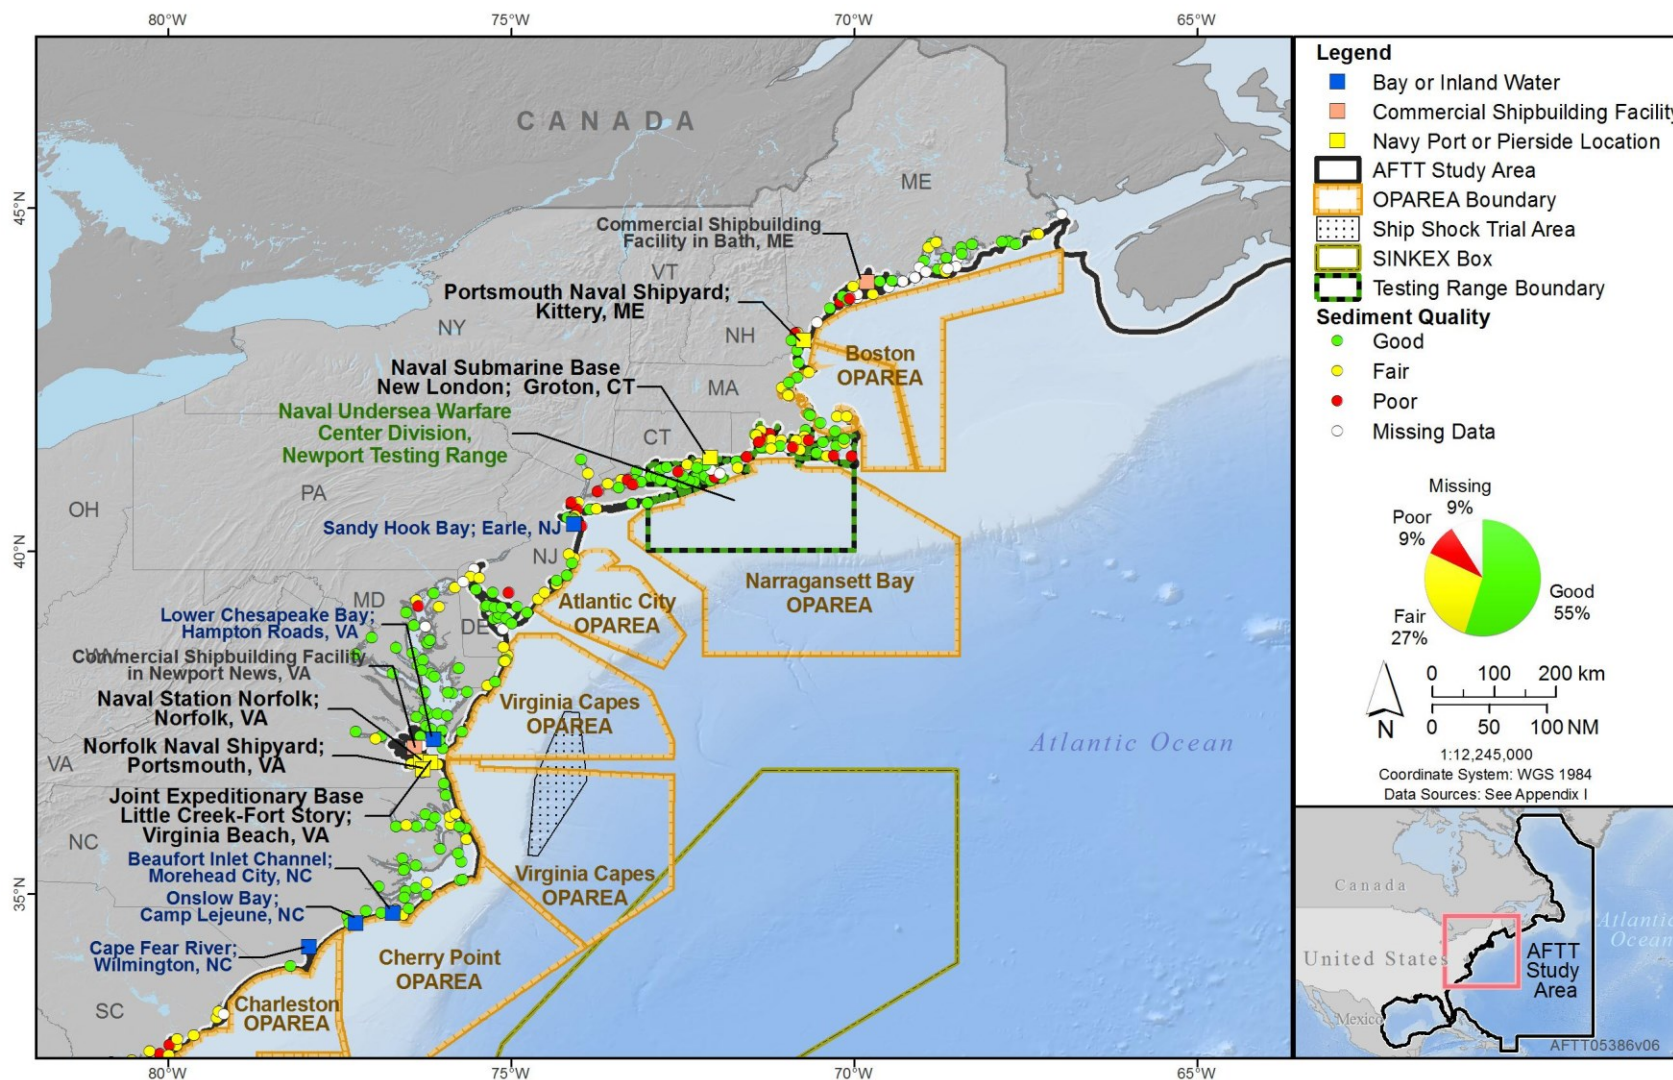 80°W
75°W
70°W
65°W
CANADA
ME
45°N
Commercial Shipbuilding
Facility in Bath, ME
VT
Portsmouth Naval Shipyard;
Kittery, ME
NY
NH
Boston
OPAREA
Naval Submarine Base
New London; Groton, CT
MA
Naval Undersea Warfare
Center Division,
Newport Testing Range
CT
PA
OH
Sandy Hook Bay; Earle, NJ
40°N
NJ
Narragansett Bay
OPAREA
Atlantic City
OPAREA
MD
Lower Chesapeake Bay;
Hampton Roads, VA
DE
WV
Commercial Shipbuilding Facility
in Newport News, VA
Naval Station Norfolk;
Norfolk, VA
Virginia Capes
OPAREA
Atlantic Ocean
Norfolk Naval Shipyard;
Portsmouth, VA
VA
Joint Expeditionary Base
Little Creek-Fort Story;
Virginia Beach, VA
NC
Beaufort Inlet Channel;
Morehead City, NC
Virginia Capes
OPAREA
35°N
Onslow Bay;
Camp Lejeune, NC
Cape Fear River;
Wilmington, NC
Cherry Point
OPAREA
SC
Charleston
OPAREA
80°W
75°W
70°W
65°W
Legend
Bay or Inland Water
Commercial Shipbuilding Facility
Navy Port or Pierside Location
AFTT Study Area
OPAREA Boundary
Ship Shock Trial Area
SINKEX Box
Testing Range Boundary
Sediment Quality
Good
Fair
Poor
Missing Data
Missing
9%
Poor
9%
Good
55%
Fair
27%
N
0 100 200 km
0 50 100 NM
1:12,245,000
Coordinate System: WGS 1984
Data Sources: See Appendix I
Canada
United States
Mexico
Atlantic
Ocean
AFTT
Study
Area
AFTT05386v06